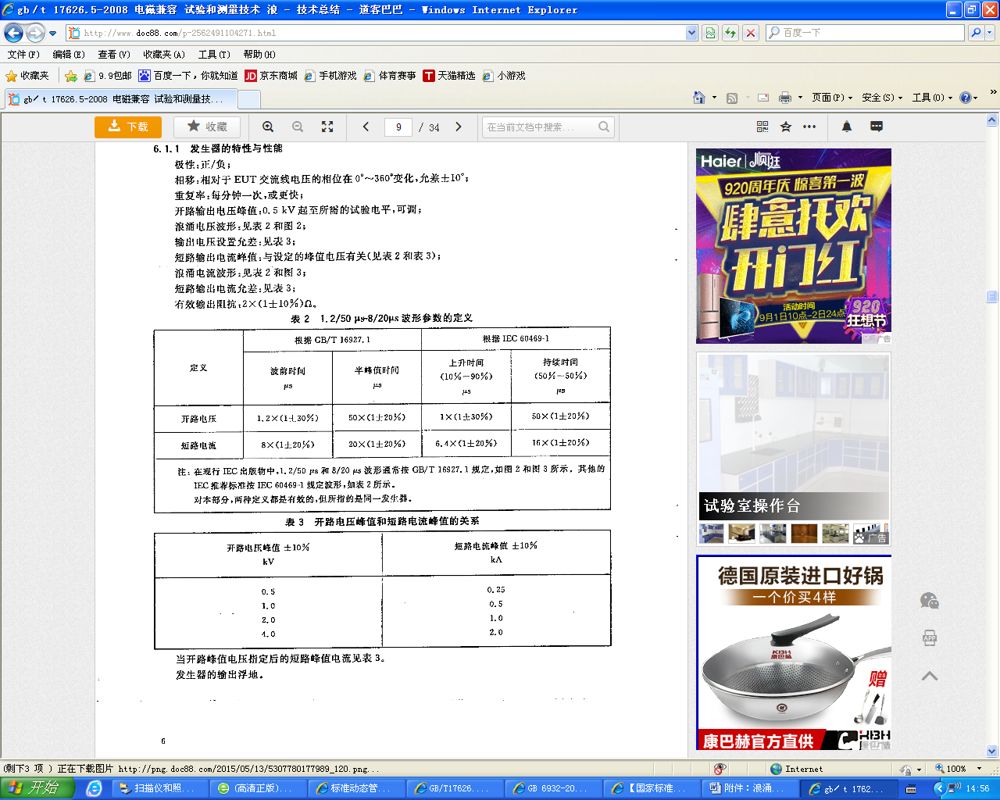 gb/t 17626.5-2008 电磁兼容 试验和测量技术 浪 - 技术总结 - 道客巴巴 - Windows Internet Explorer
http://www.doc88.com/p-2562491104271.html
百度一下
文件(F) 编辑(E) 查看(V) 收藏夹(A) 工具(T) 帮助(H)
收藏夹 9.9包邮 百度一下，你就知道 京东商城 手机游戏 体育赛事 天猫精选 小游戏
gb/t 17626.5-2008 电磁兼容 试验和测量技...
页面(P) 安全(S) 工具(O)
下载 收藏 9 / 34 在当前文档中搜索...
6.1.1 发生器的特性与性能
极性:正/负;
相移:相对于 EUT 交流线电压的相位在 0°～360°变化,允差±10°;
重复率:每分钟一次,或更快;
开路输出电压峰值:0.5 kV 起至所需的试验电平,可调;
浪涌电压波形:见表 2 和图 2;
输出电压设置允差:见表 3;
短路输出电流峰值:与设定的峰值电压有关(见表 2 和表 3);
浪涌电流波形:见表 2 和图 3;
短路输出电流允差:见表 3;
有效输出阻抗:2×(1±10%)Ω。
表 2 1.2/50 μs-8/20μs 波形参数的定义
定义
根据 GB/T 16927.1
根据 IEC 60469-1
波前时间
μs
半峰值时间
μs
上升时间
(10%－90%)
μs
持续时间
(50%－50%)
μs
开路电压 1.2×(1±30%) 50×(1±20%) 1×(1±30%) 50×(1±20%)
短路电流 8×(1±20%) 20×(1±20%) 6.4×(1±20%) 16×(1±20%)
注: 在现行 IEC 出版物中,1.2/50 μs 和 8/20 μs 波形通常按 GB/T 16927.1 规定,如图 2 和图 3 所示。其他的
IEC 推荐标准按 IEC 60469-1 规定波形,如表 2 所示。
对本部分,两种定义都是有效的,但所指的是同一发生器。
表 3 开路电压峰值和短路电流峰值的关系
开路电压峰值 ±10%
kV
短路电流峰值 ±10%
kA
0.5 0.25
1.0 0.5
2.0 1.0
4.0 2.0
当开路峰值电压指定后的短路峰值电流见表 3。
发生器的输出浮地。
6
Haier 顺逛
920周年庆 惊喜第一波
肆意狂欢
开门红
活动时间
9月1日10点-2日24点
920
狂想节
广告
试验室操作台
广告
德国原装进口好锅
一个价买4样
KBH
康巴赫
赠
康巴赫官方直供
KBH
APP
(剩下3 项 ) 正在下载图片 http://png.doc88.com/2015/05/13/5307780177989_120.png...
Internet 100%
开始 扫描仪和照... (高清正版)... 标准动态管... GB/T17626.... GB 6932-20... 【国家标准... 附件：浪涌... gb/t 1762... 14:56